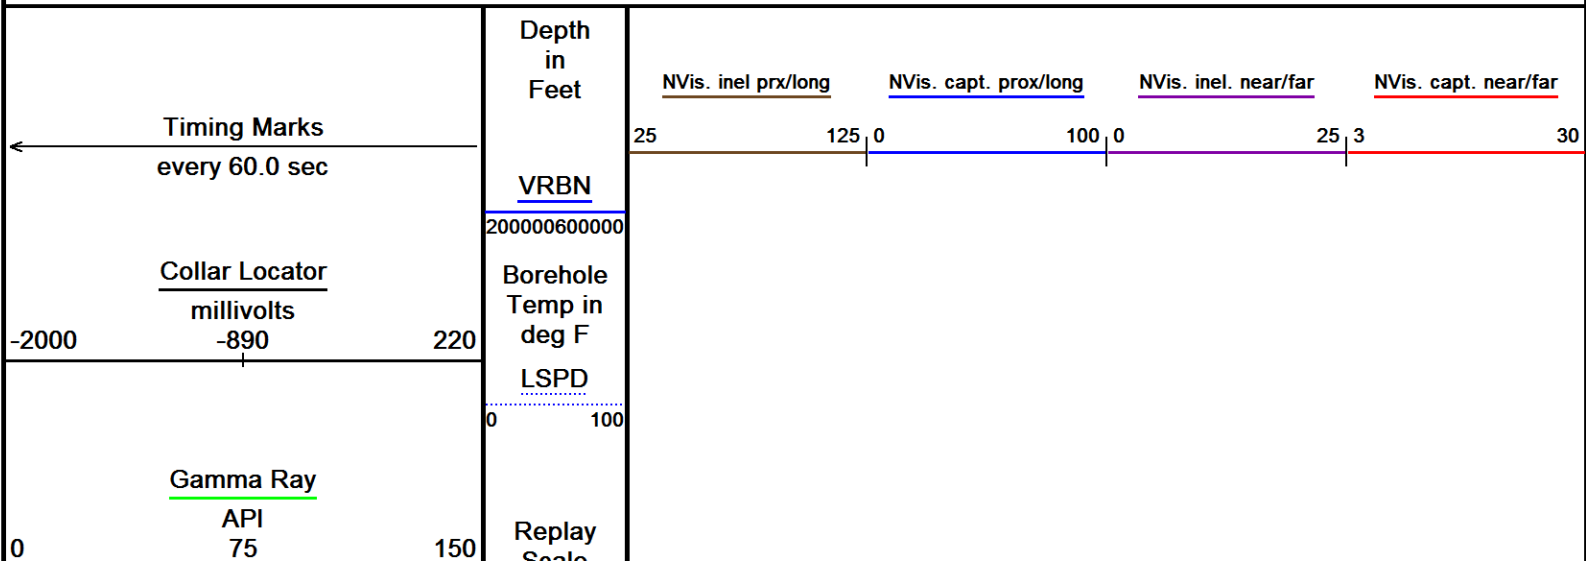 Timing Marks
every 60.0 sec
Collar Locator
millivolts
-2000 -890 220
Gamma Ray
API
0 75 150
Depth
in
Feet
VRBN
200000600000
Borehole
Temp in
deg F
LSPD
0 100
Replay
Scale
NVis. inel prx/long NVis. capt. prox/long NVis. inel. near/far NVis. capt. near/far
25 125 0 100 0 25 3 30